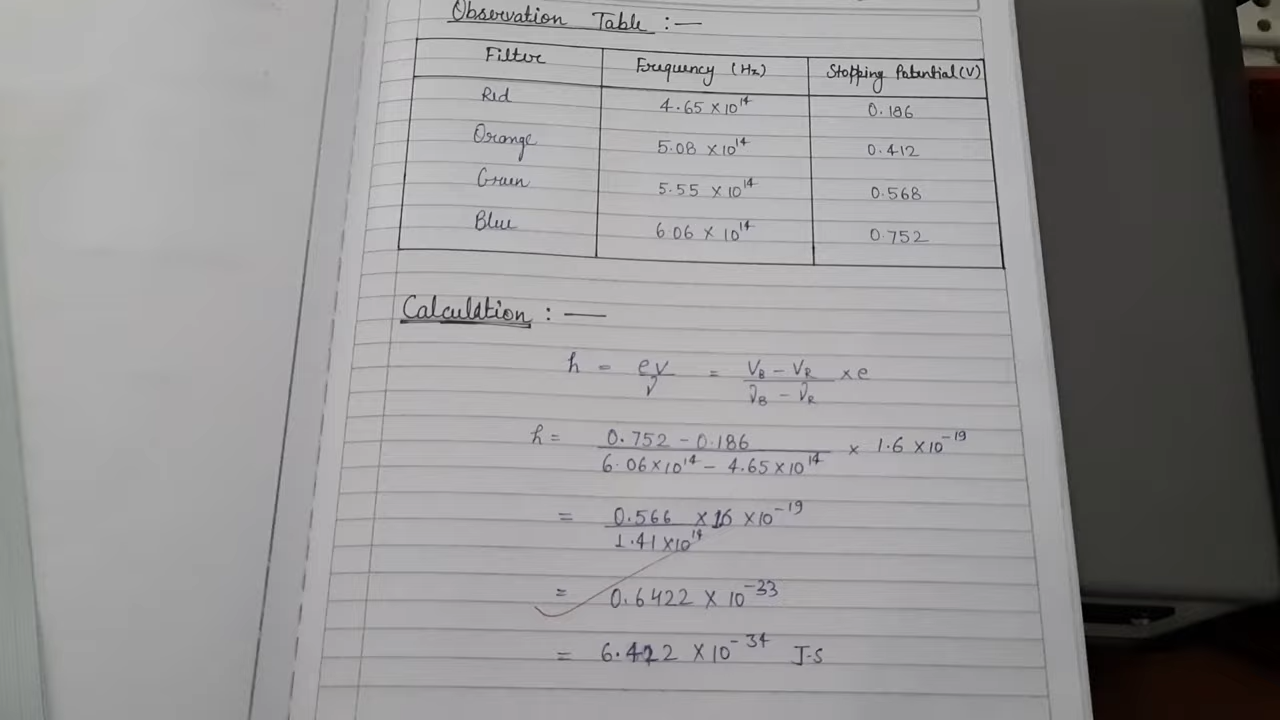 Observation Table :—
Filter Frequency (Hz) Stopping Potential (V)
Red 4.65 × 10¹⁴ 0.186
Orange 5.08 × 10¹⁴ 0.412
Green 5.55 × 10¹⁴ 0.568
Blue 6.06 × 10¹⁴ 0.752
Calculation : —
h = eV/ν = (V_B − V_R)/(ν_B − ν_R) × e
h = (0.752 − 0.186)/(6.06 × 10¹⁴ − 4.65 × 10¹⁴) × 1.6 × 10⁻¹⁹
= (0.566 × 16 × 10⁻¹⁹)/(1.41 × 10¹⁴)
= 0.6422 × 10⁻³³
= 6.422 × 10⁻³⁴ J-S